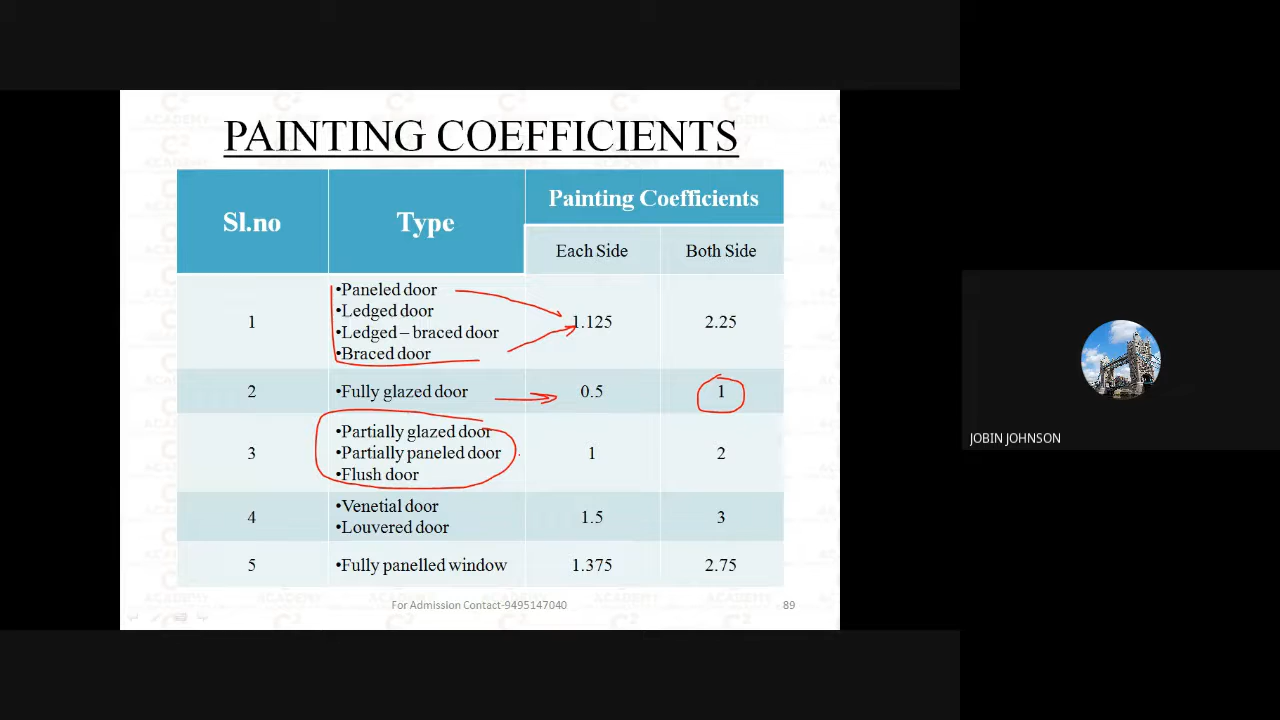 PAINTING COEFFICIENTS
Sl.no
Type
Painting Coefficients
Each Side
Both Side
1
•Paneled door
•Ledged door
•Ledged – braced door
•Braced door
1.125
2.25
2
•Fully glazed door
0.5
1
3
•Partially glazed door
•Partially paneled door
•Flush door
1
2
4
•Venetial door
•Louvered door
1.5
3
5
•Fully panelled window
1.375
2.75
For Admission Contact-9495147040
89
JOBIN JOHNSON